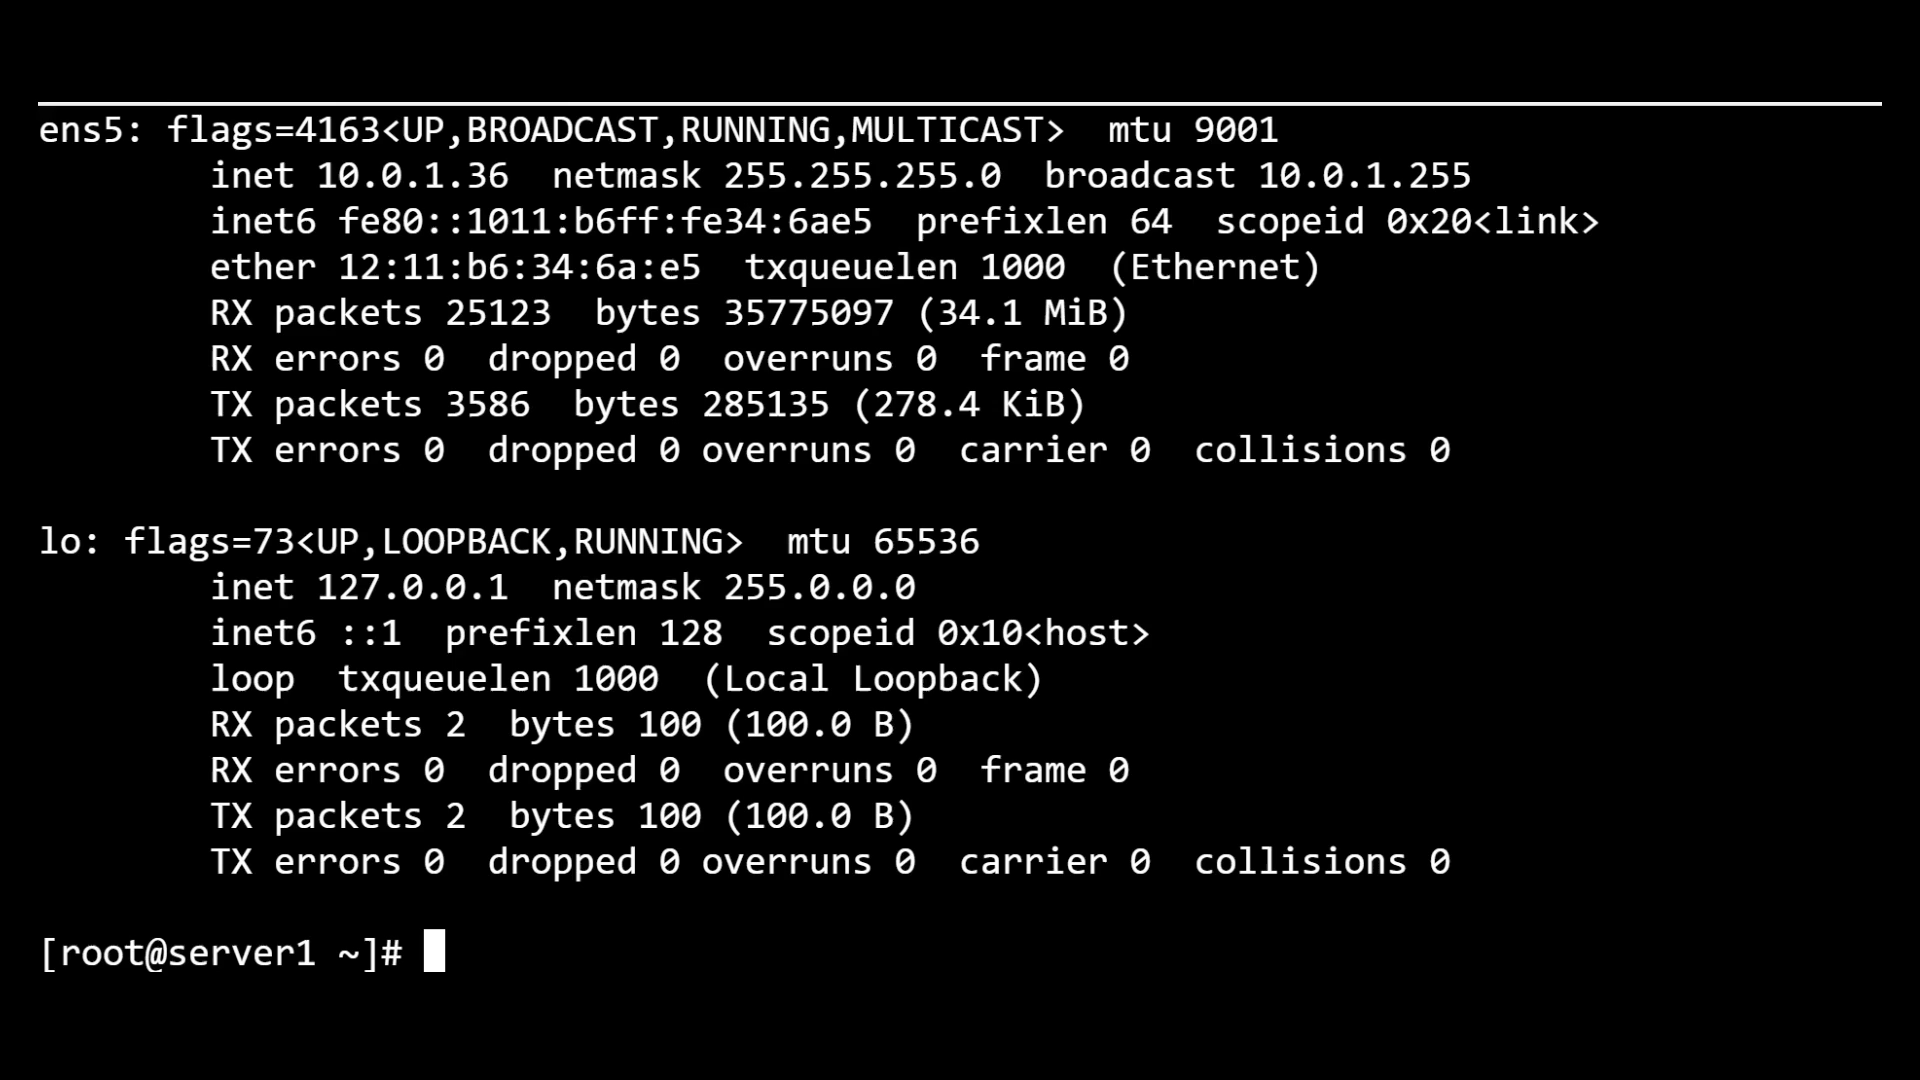 ens5: flags=4163<UP,BROADCAST,RUNNING,MULTICAST>  mtu 9001
        inet 10.0.1.36  netmask 255.255.255.0  broadcast 10.0.1.255
        inet6 fe80::1011:b6ff:fe34:6ae5  prefixlen 64  scopeid 0x20<link>
        ether 12:11:b6:34:6a:e5  txqueuelen 1000  (Ethernet)
        RX packets 25123  bytes 35775097 (34.1 MiB)
        RX errors 0  dropped 0  overruns 0  frame 0
        TX packets 3586  bytes 285135 (278.4 KiB)
        TX errors 0  dropped 0 overruns 0  carrier 0  collisions 0

lo: flags=73<UP,LOOPBACK,RUNNING>  mtu 65536
        inet 127.0.0.1  netmask 255.0.0.0
        inet6 ::1  prefixlen 128  scopeid 0x10<host>
        loop  txqueuelen 1000  (Local Loopback)
        RX packets 2  bytes 100 (100.0 B)
        RX errors 0  dropped 0  overruns 0  frame 0
        TX packets 2  bytes 100 (100.0 B)
        TX errors 0  dropped 0 overruns 0  carrier 0  collisions 0

[root@server1 ~]#